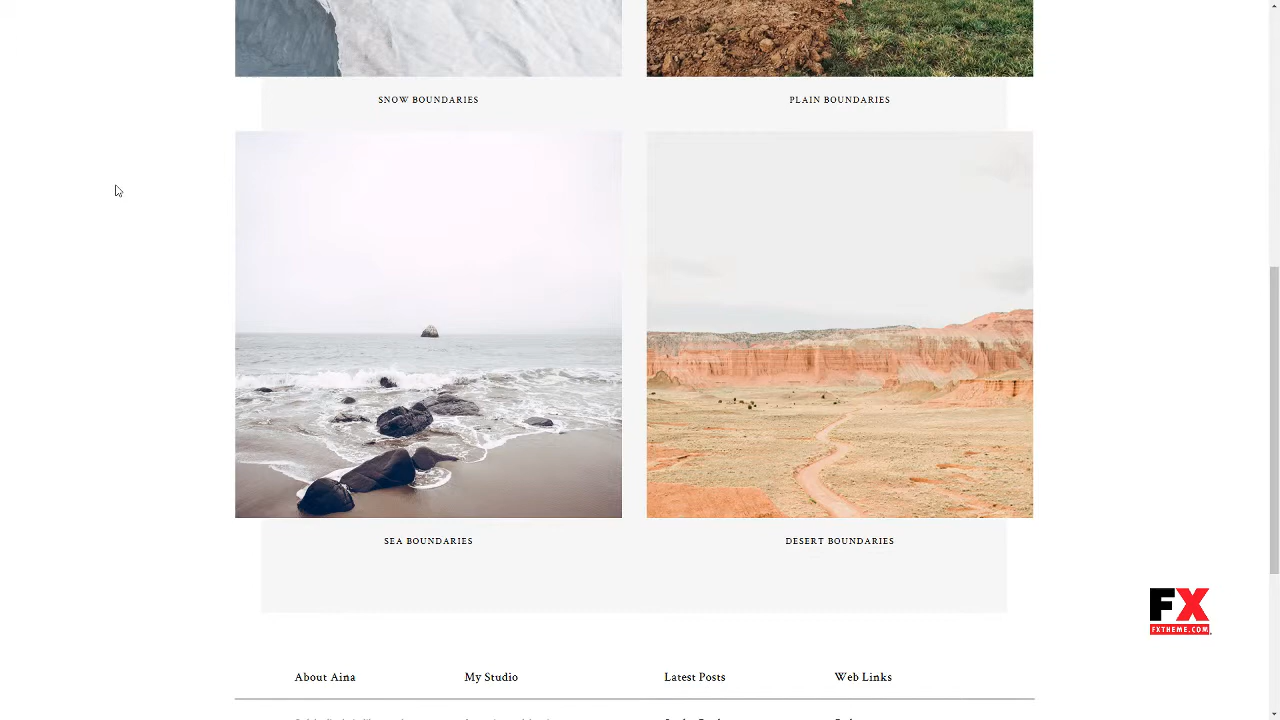 SNOW BOUNDARIES
PLAIN BOUNDARIES
SEA BOUNDARIES
DESERT BOUNDARIES
FX
FXTHEME.COM
About Aina
My Studio
Latest Posts
Web Links